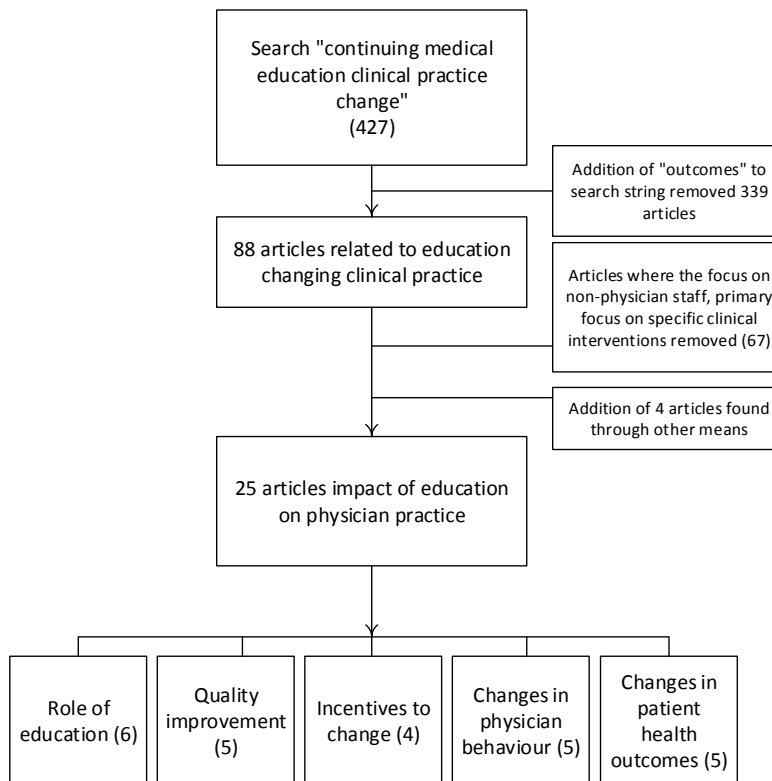 Search "continuing medical
education clinical practice
change"
(427)
Addition of "outcomes" to
search string removed 339
articles
88 articles related to education
changing clinical practice
Articles where the focus on
non-physician staff, primary
focus on specific clinical
interventions removed (67)
Addition of 4 articles found
through other means
25 articles impact of education
on physician practice
Role of
education (6)
Quality
improvement
(5)
Incentives to
change (4)
Changes in
physician
behaviour (5)
Changes in
patient
health
outcomes (5)